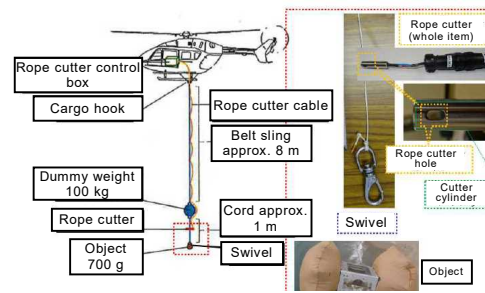 Rope cutter control
box
Cargo hook
Rope cutter cable
Belt sling
approx. 8 m
Dummy weight
100 kg
Rope cutter
Cord approx.
1 m
Object
700 g
Swivel
Rope cutter
(whole item)
Rope cutter
hole
Cutter
cylinder
Swivel
Object